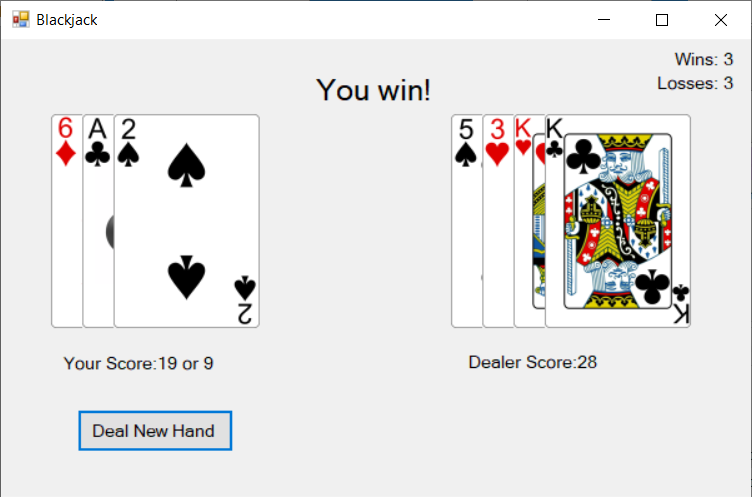 Blackjack
Wins: 3
Losses: 3
You win!
6 A 2
2
5 3 K K
K
Your Score:19 or 9
Dealer Score:28
Deal New Hand